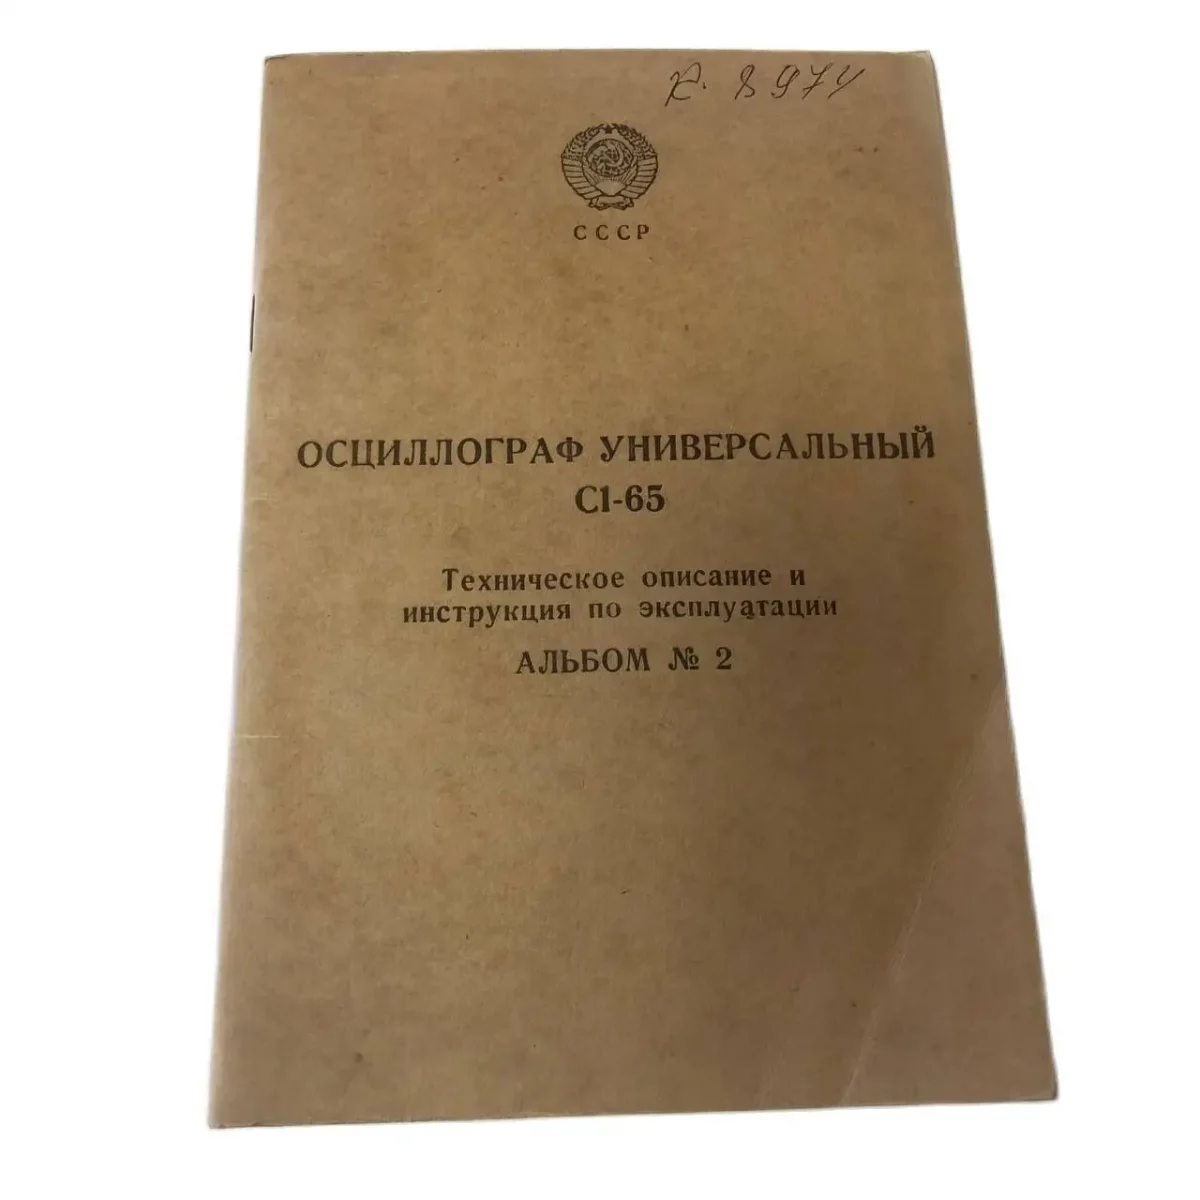 К. 8974
СССР
ОСЦИЛЛОГРАФ УНИВЕРСАЛЬНЫЙ
С1-65
Техническое описание и
инструкция по эксплуатации
АЛЬБОМ № 2